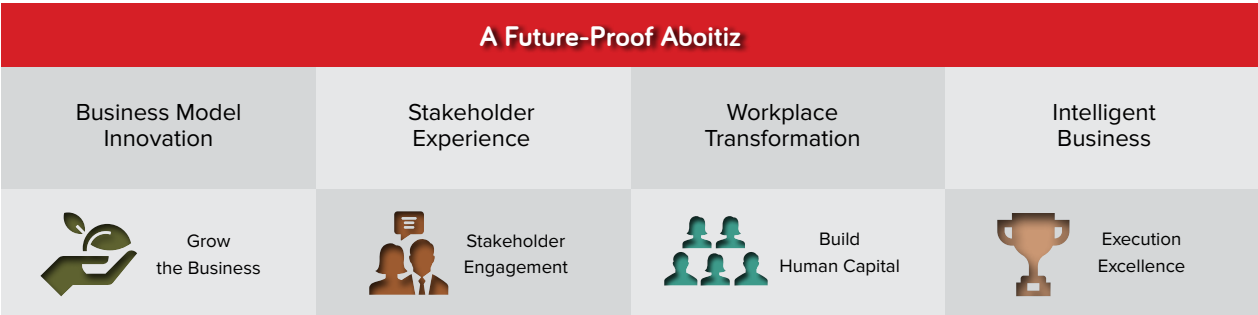 A Future-Proof Aboitiz
Business Model
Innovation
Stakeholder
Experience
Workplace
Transformation
Intelligent
Business
Grow
the Business
Stakeholder
Engagement
Build
Human Capital
Execution
Excellence